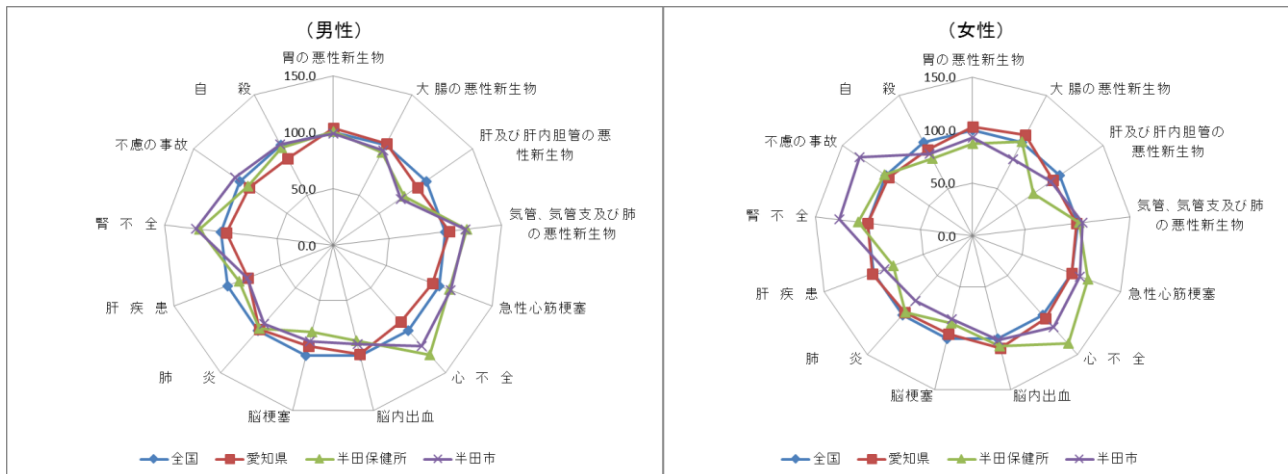 (男性)
胃の悪性新生物
150.0
自 殺
大腸の悪性新生物
100.0
不慮の事故
肝及び肝内胆管の悪
性新生物
50.0
腎 不 全
気管、気管支及び肺
の悪性新生物
0.0
肝 疾 患
急性心筋梗塞
肺 炎
心 不 全
脳梗塞
脳内出血
全国
愛知県
半田保健所
半田市
(女性)
胃の悪性新生物
150.0
自 殺
大腸の悪性新生物
100.0
不慮の事故
肝及び肝内胆管の
悪性新生物
50.0
腎 不 全
気管、気管支及び肺
の悪性新生物
0.0
肝 疾 患
急性心筋梗塞
肺 炎
心 不 全
脳梗塞
脳内出血
全国
愛知県
半田保健所
半田市